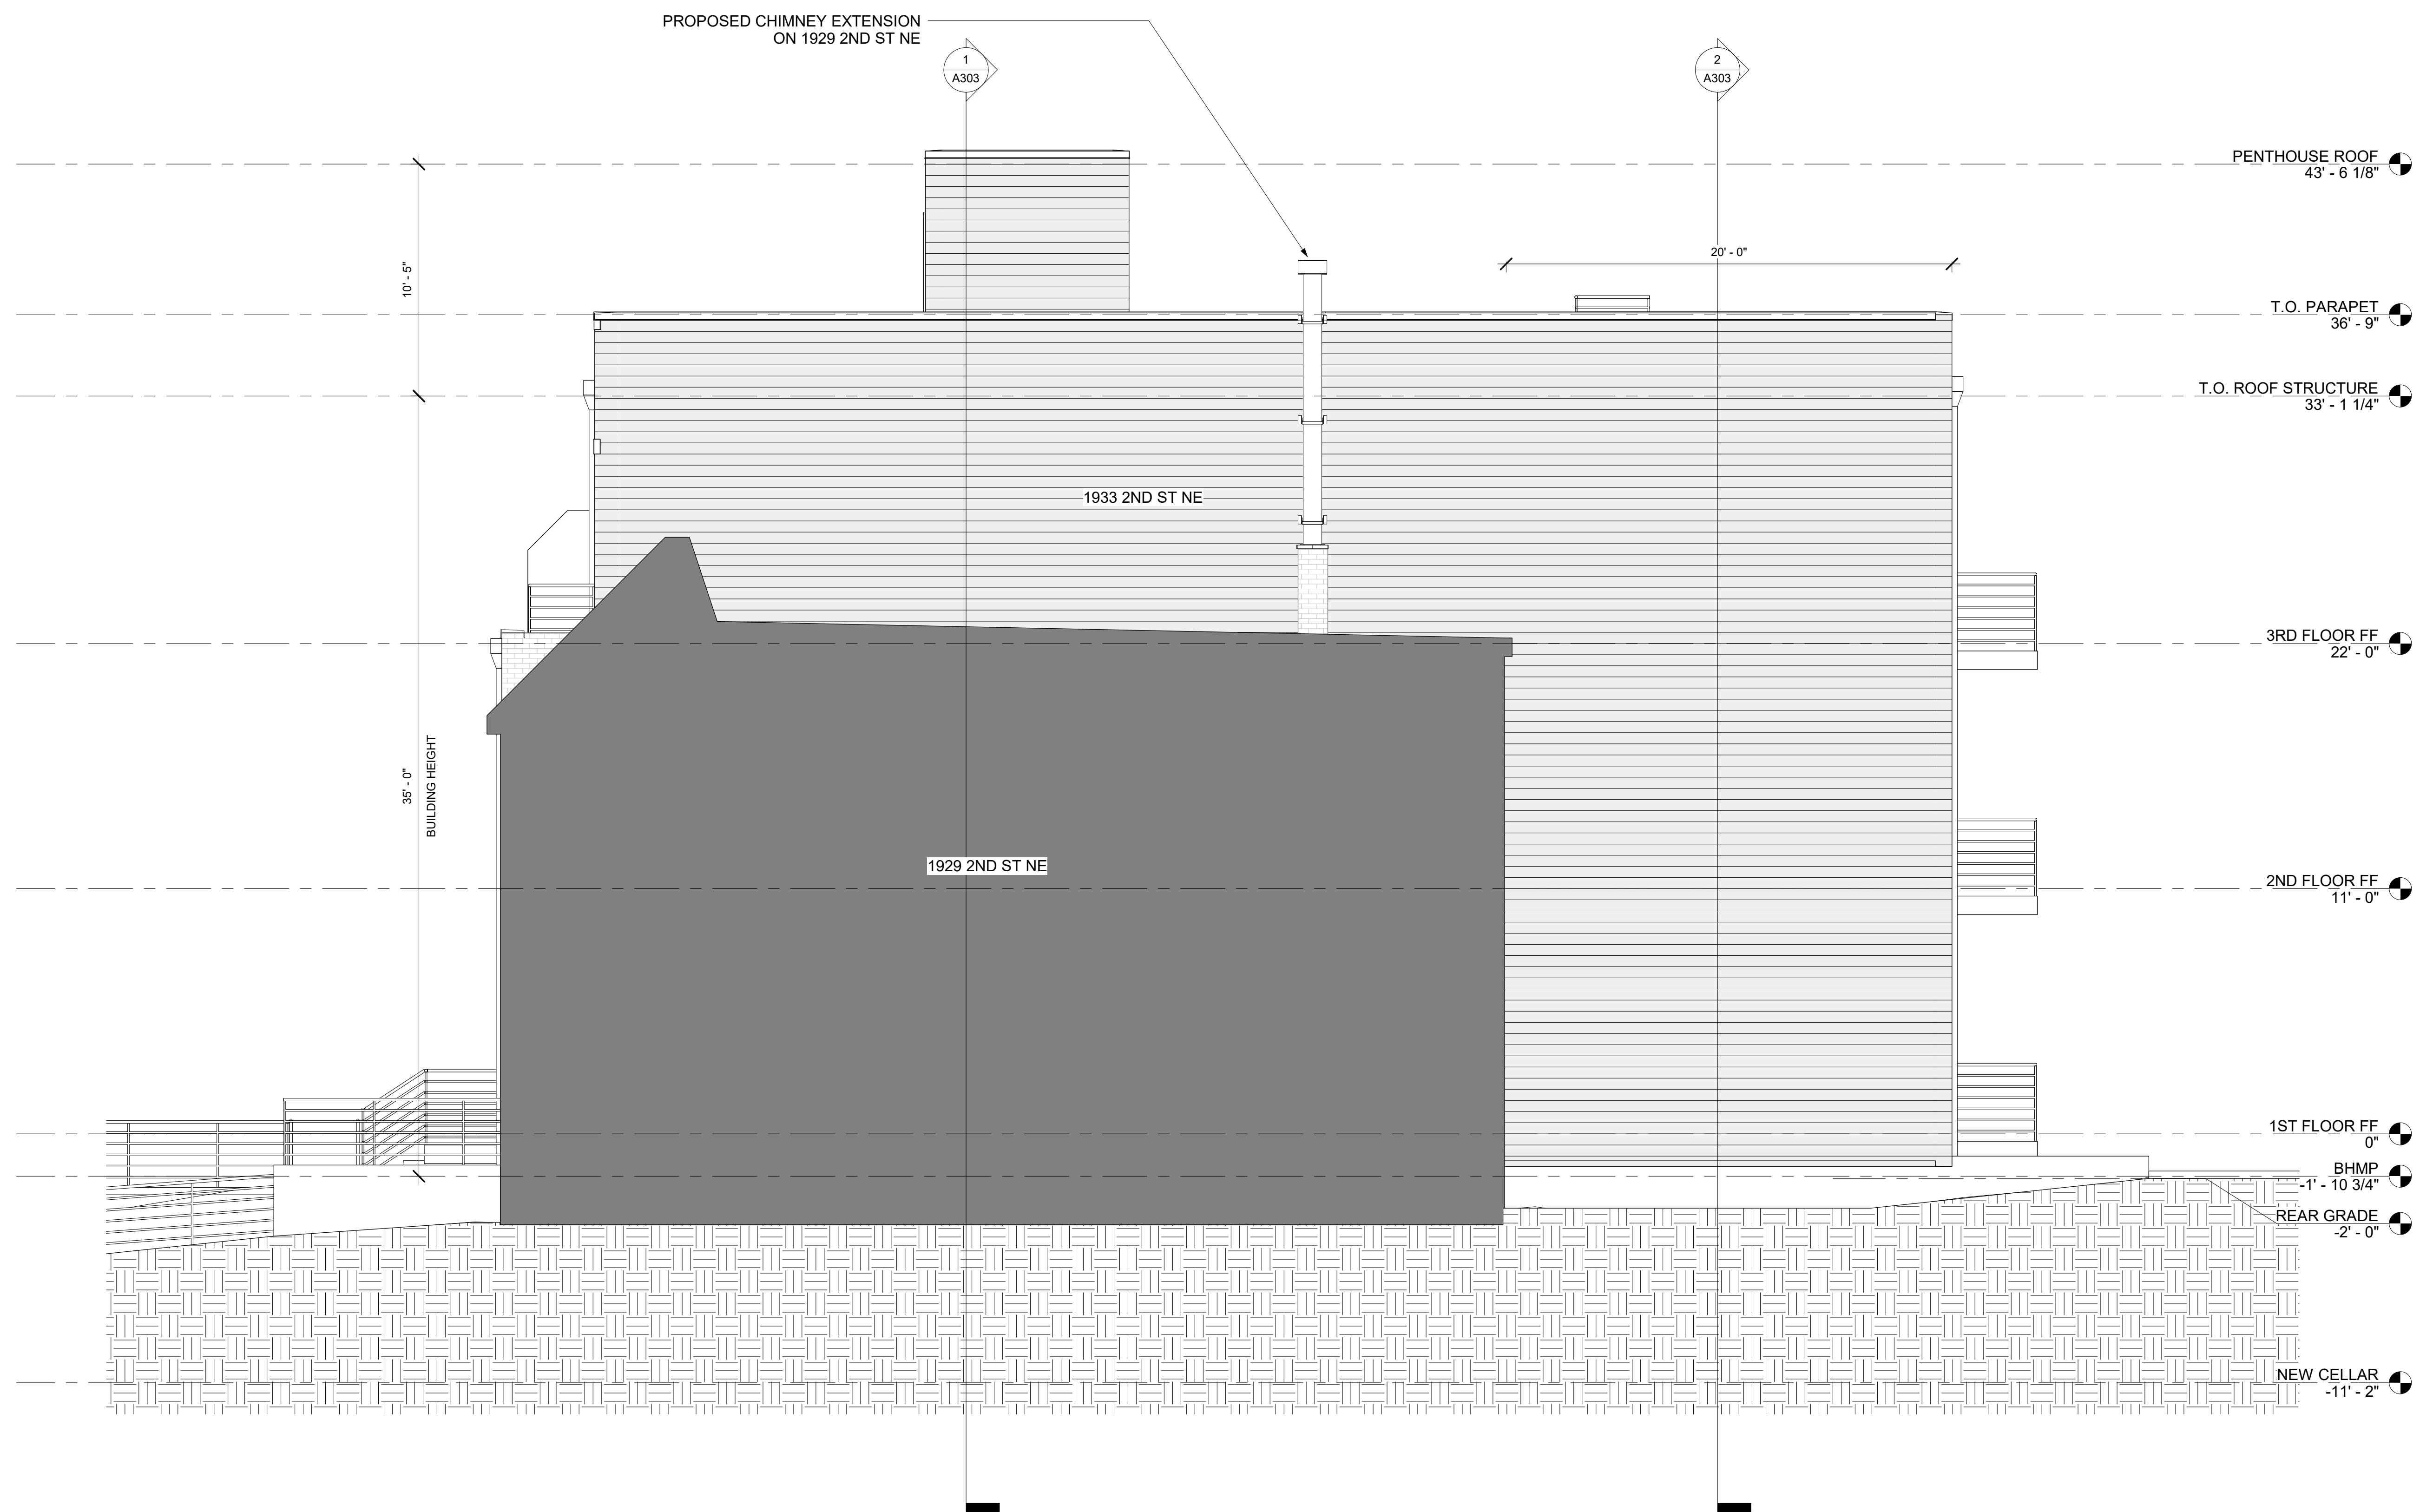 PROPOSED CHIMNEY EXTENSION
ON 1929 2ND ST NE
1
A303
2
A303
PENTHOUSE ROOF
43' - 6 1/8"
10' - 5"
20' - 0"
T.O. PARAPET
36' - 9"
T.O. ROOF STRUCTURE
33' - 1 1/4"
1933 2ND ST NE
3RD FLOOR FF
22' - 0"
35' - 0"
BUILDING HEIGHT
1929 2ND ST NE
2ND FLOOR FF
11' - 0"
1ST FLOOR FF
0"
BHMP
-1' - 10 3/4"
REAR GRADE
-2' - 0"
NEW CELLAR
-11' - 2"